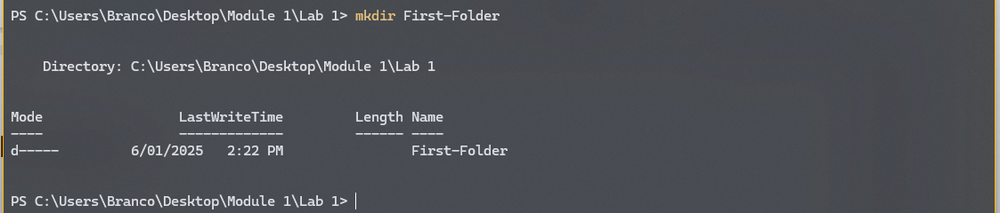 PS C:\Users\Branco\Desktop\Module 1\Lab 1> mkdir First-Folder
Directory: C:\Users\Branco\Desktop\Module 1\Lab 1
Mode LastWriteTime Length Name
---- ------------- ------ ----
d----- 6/01/2025 2:22 PM First-Folder
PS C:\Users\Branco\Desktop\Module 1\Lab 1>